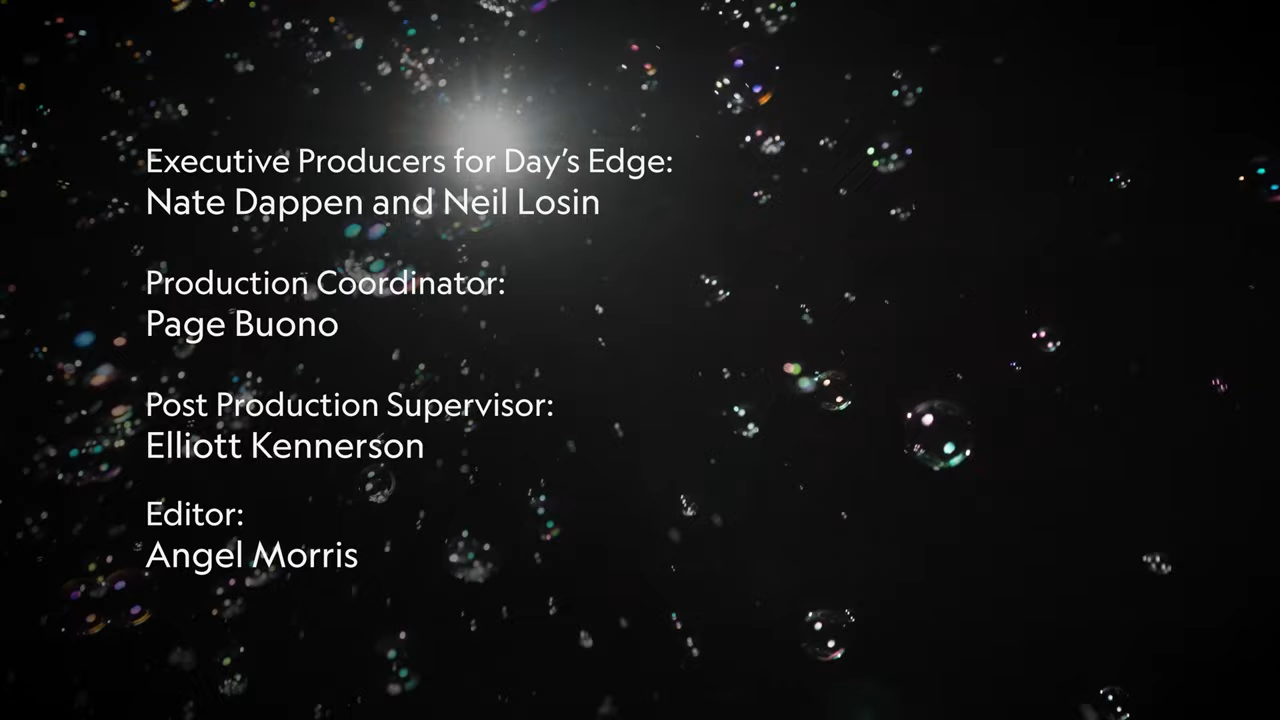 Executive Producers for Day's Edge:
Nate Dappen and Neil Losin
Production Coordinator:
Page Buono
Post Production Supervisor:
Elliott Kennerson
Editor:
Angel Morris